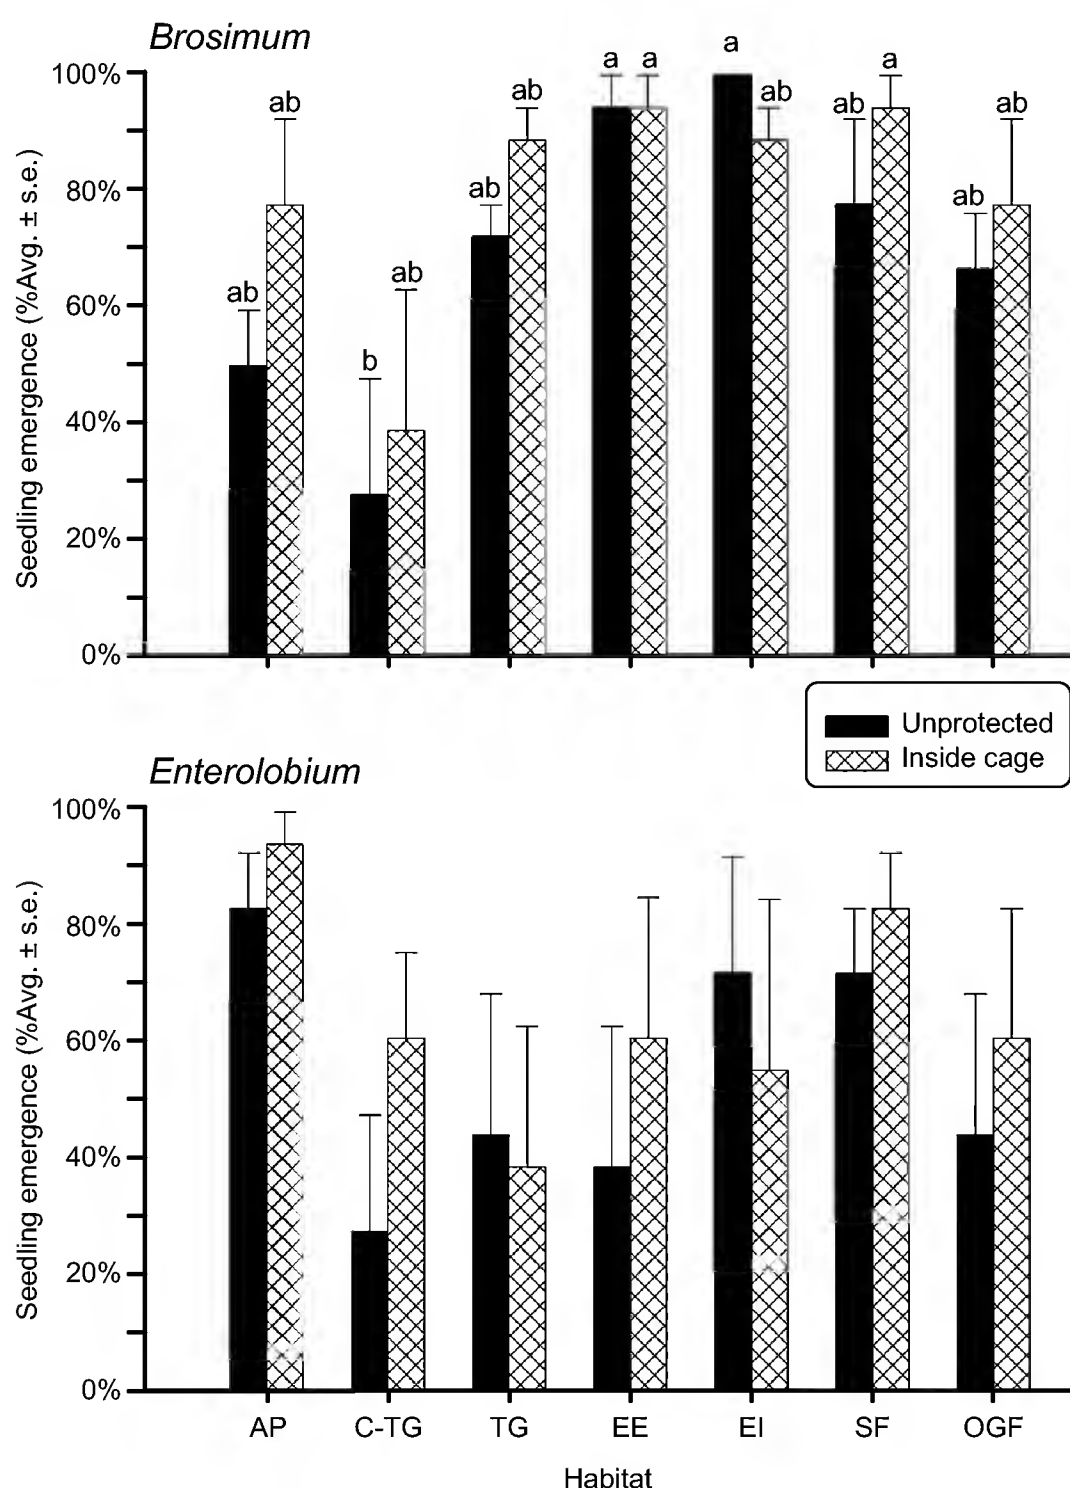 Brosimum
Seedling emergence (%Avg. ± s.e.)
100%
80%
60%
40%
20%
0%
ab
ab
b
ab
ab
ab
a
a
a
ab
ab
a
ab
ab
Unprotected
Inside cage
Enterolobium
Seedling emergence (%Avg. ± s.e.)
100%
80%
60%
40%
20%
0%
AP
C-TG
TG
EE
EI
SF
OGF
Habitat